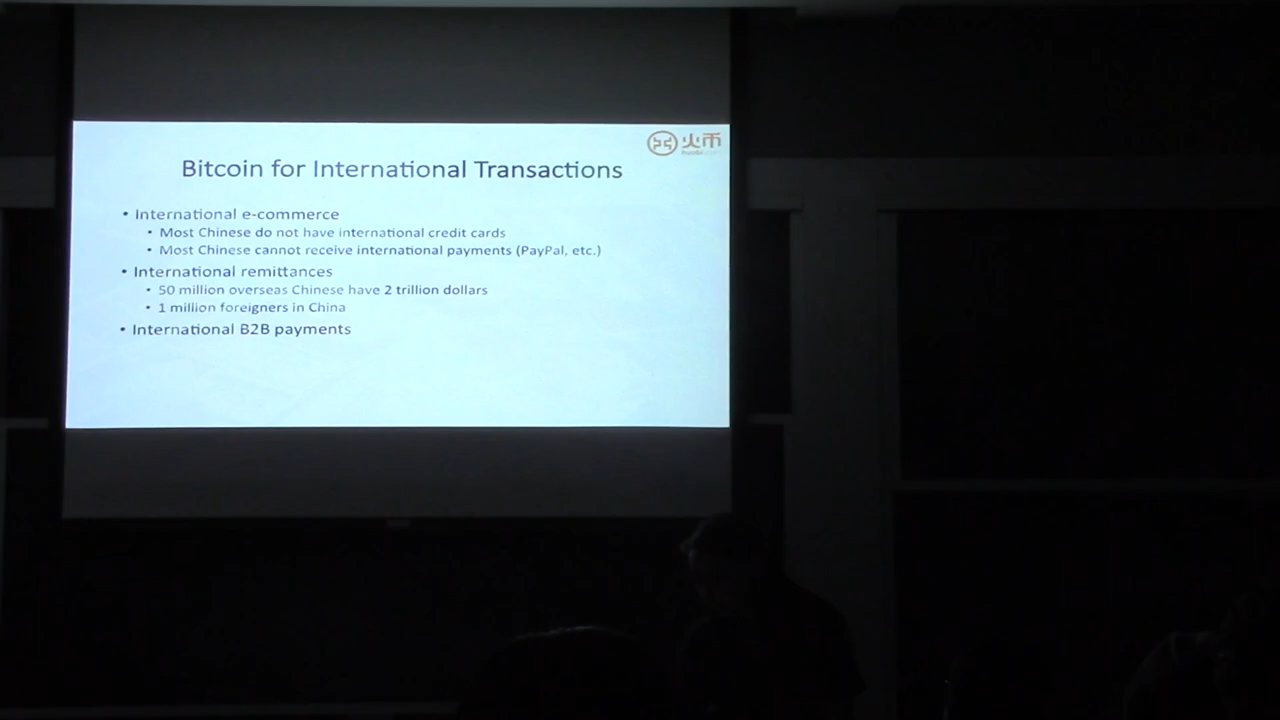 火币
Bitcoin for International Transactions
• International e-commerce
• Most Chinese do not have international credit cards
• Most Chinese cannot receive international payments (PayPal, etc.)
• International remittances
• 50 million overseas Chinese have 2 trillion dollars
• 1 million foreigners in China
• International B2B payments